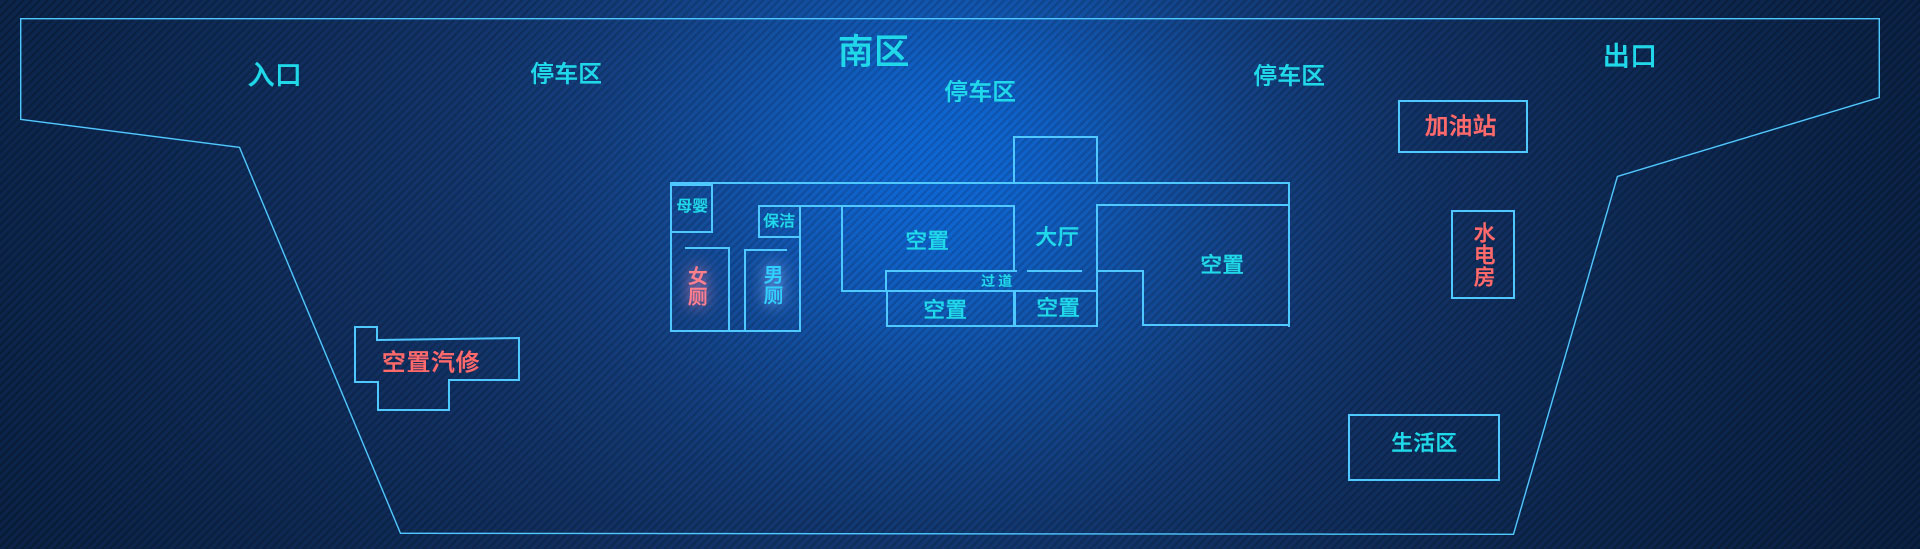 南区
入口
停车区
停车区
停车区
出口
加油站
母婴
保洁
空置
大厅
空置
水电房
女厕
男厕
过道
空置
空置
空置汽修
生活区